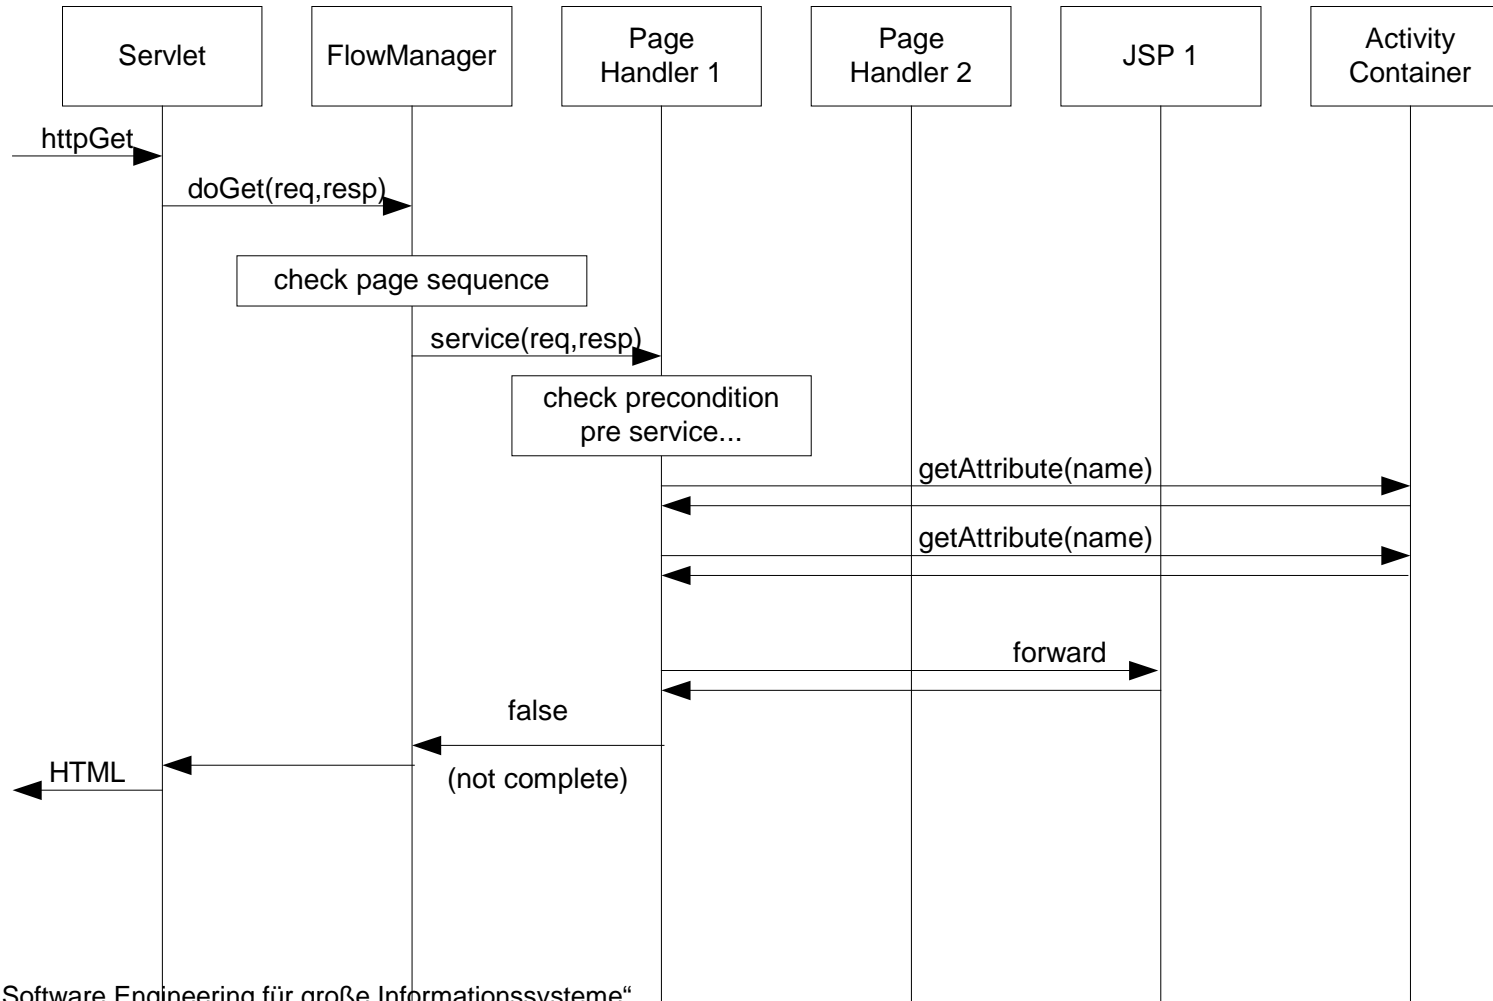 Servlet
FlowManager
Page
Handler 1
Page
Handler 2
JSP 1
Activity
Container
httpGet
doGet(req,resp)
check page sequence
service(req,resp)
check precondition
pre service...
getAttribute(name)
getAttribute(name)
forward
false
(not complete)
HTML
Software Engineering für große Informationssysteme“